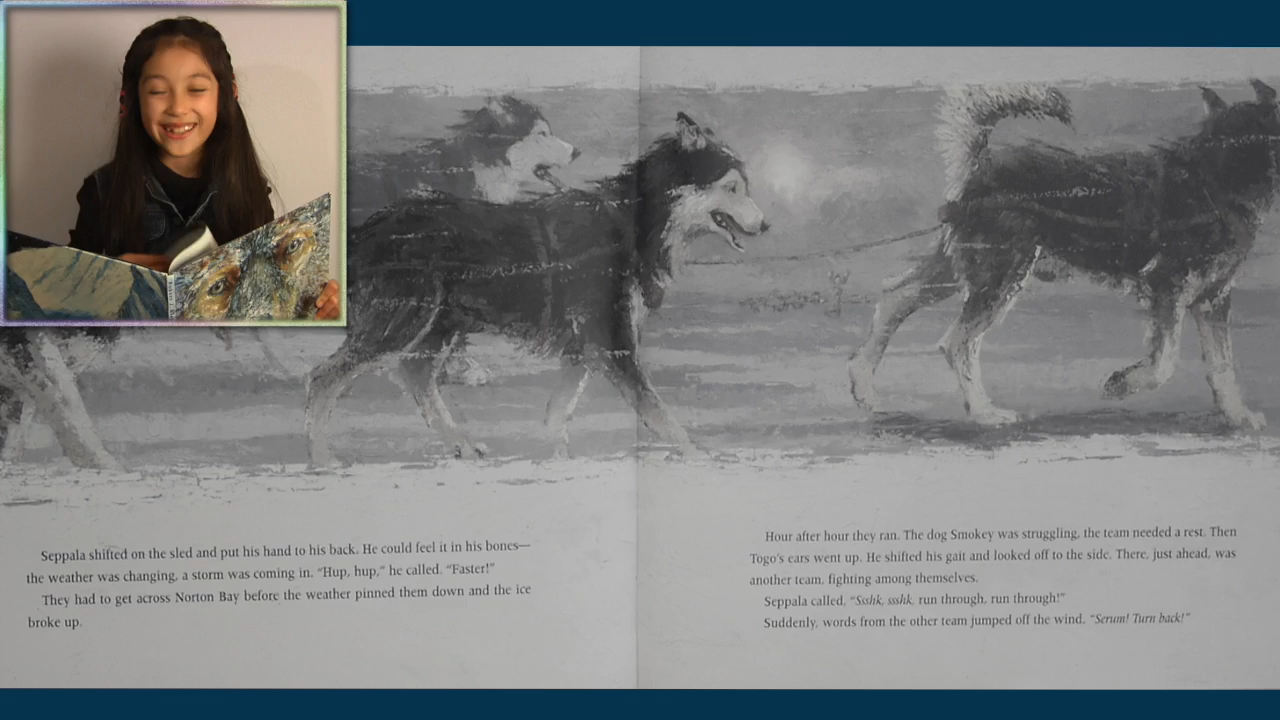 Seppala shifted on the sled and put his hand to his back. He could feel it in his bones—
the weather was changing, a storm was coming in. “Hup, hup,” he called. “Faster!”
They had to get across Norton Bay before the weather pinned them down and the ice
broke up.
Hour after hour they ran. The dog Smokey was struggling, the team needed a rest. Then
Togo’s ears went up. He shifted his gait and looked off to the side. There, just ahead, was
another team, fighting among themselves.
Seppala called, “Ssshk, ssshk, run through, run through!”
Suddenly, words from the other team jumped off the wind. “Serum! Turn back!”